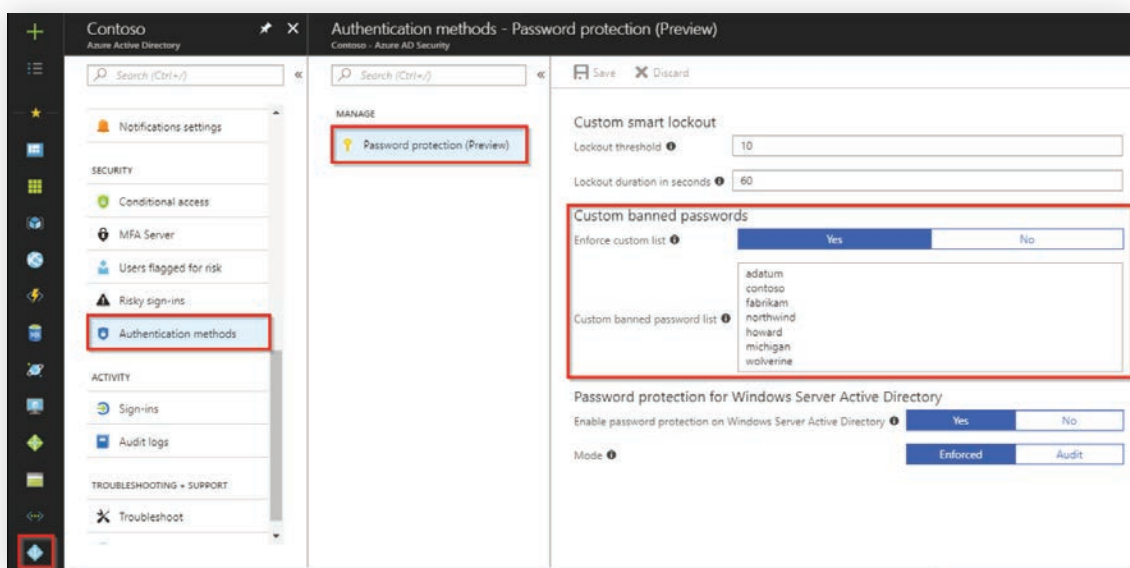 Contoso
Azure Active Directory
Search (Ctrl+/)
Notifications settings
SECURITY
Conditional access
MFA Server
Users flagged for risk
Risky sign-ins
Authentication methods
ACTIVITY
Sign-ins
Audit logs
TROUBLESHOOTING + SUPPORT
Troubleshoot
Authentication methods - Password protection (Preview)
Contoso - Azure AD Security
Search (Ctrl+/)
MANAGE
Password protection (Preview)
Save Discard
Custom smart lockout
Lockout threshold 10
Lockout duration in seconds 60
Custom banned passwords
Enforce custom list Yes No
Custom banned password list
adatum
contoso
fabrikam
northwind
howard
michigan
wolverine
Password protection for Windows Server Active Directory
Enable password protection on Windows Server Active Directory Yes No
Mode Enforced Audit